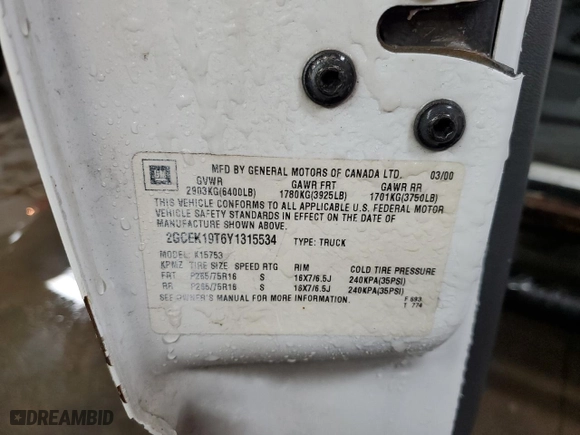 GM
MFD BY GENERAL MOTORS OF CANADA LTD. 03/00
GVWR GAWR FRT GAWR RR
2903KG(6400LB) 1780KG(3925LB) 1701KG(3750LB)
THIS VEHICLE CONFORMS TO ALL APPLICABLE U.S. FEDERAL MOTOR
VEHICLE SAFETY STANDARDS IN EFFECT ON THE DATE OF
MANUFACTURE SHOWN ABOVE.
2GCEK19T6Y1315534 TYPE: TRUCK
MODEL: K15753
KPMZ TIRE SIZE SPEED RTG RIM COLD TIRE PRESSURE
FRT P265/75R16 S 16X7/6.5J 240KPA(35PSI)
RR P265/75R16 S 16X7/6.5J 240KPA(35PSI)
SEE OWNER'S MANUAL FOR MORE INFORMATION.
F 693
T 774
DREAMBID